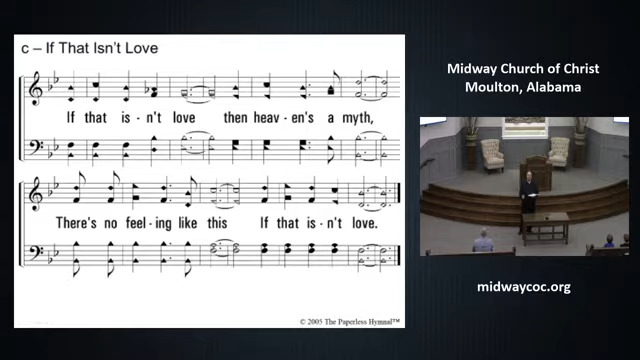 c – If That Isn't Love
If that is - n't love then heav - en's a myth,
There's no feel - ing like this If that is - n't love.
© 2005 The Paperless Hymnal™
Midway Church of Christ
Moulton, Alabama
midwaycoc.org